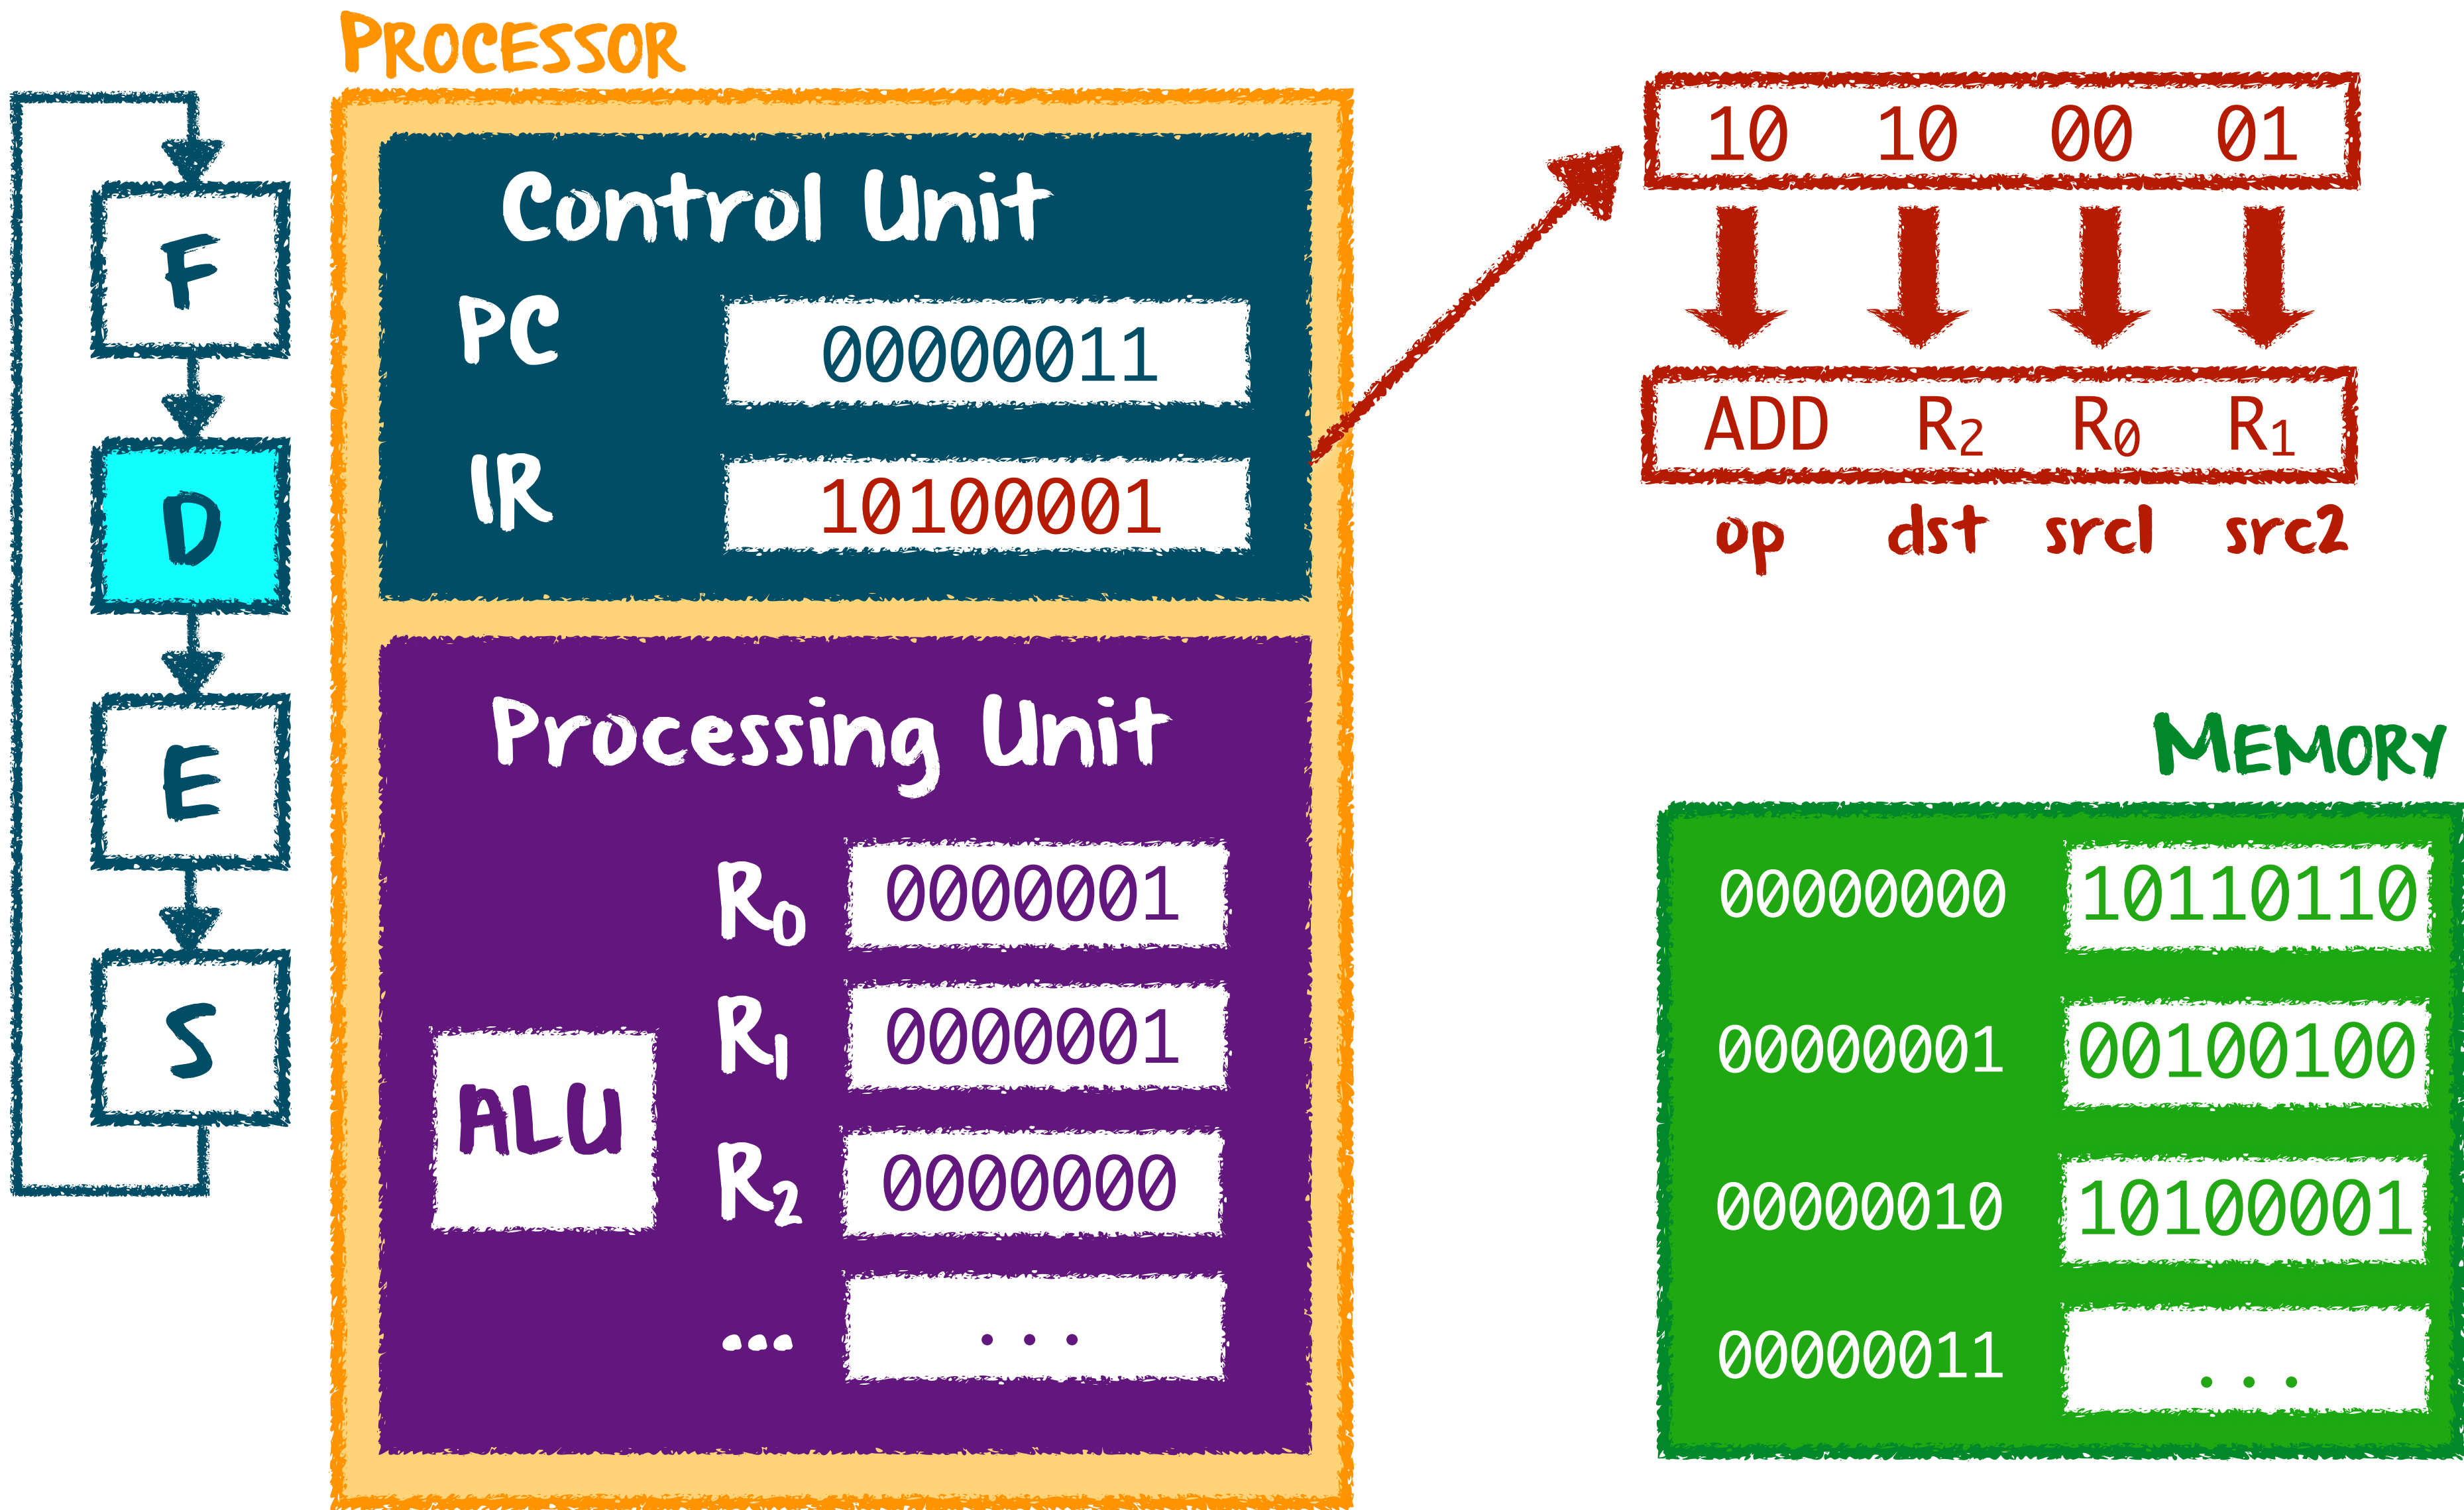 PROCESSOR
F
D
E
S
Control Unit
PC 00000011
IR 10100001
Processing Unit
ALU
R0 0000001
R1 0000001
R2 0000000
... ...
10 10 00 01
ADD R2 R0 R1
op dst src1 src2
MEMORY
00000000 10110110
00000001 00100100
00000010 10100001
00000011 ...